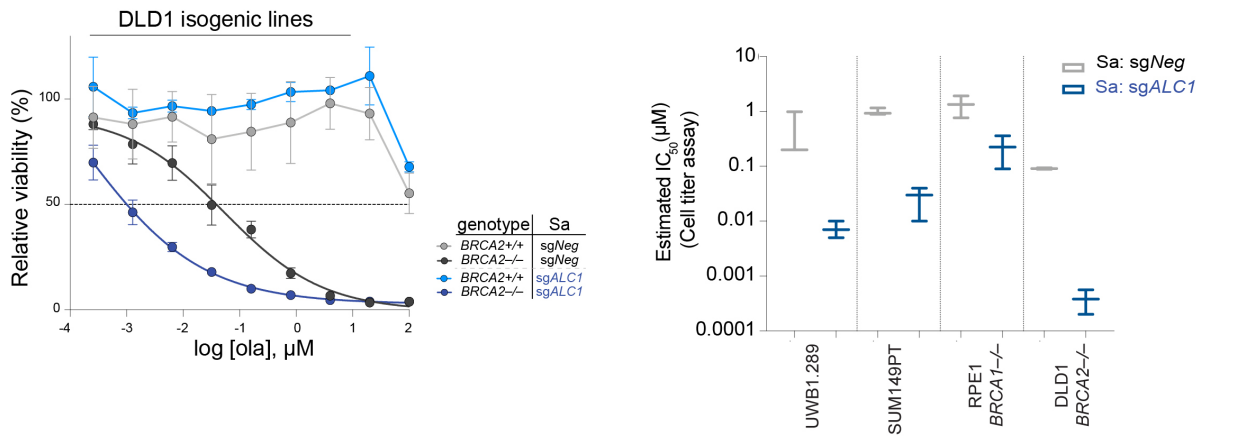 DLD1 isogenic lines
Relative viability (%)
100
50
0
-4 -3 -2 -1 0 1 2
log [ola], µM
genotype Sa
BRCA2+/+ sgNeg
BRCA2–/– sgNeg
BRCA2+/+ sgALC1
BRCA2–/– sgALC1
Estimated IC50(µM)
(Cell titer assay)
10
1
0.1
0.01
0.001
0.0001
UWB1.289
SUM149PT
RPE1
BRCA1–/–
DLD1
BRCA2–/–
Sa: sgNeg
Sa: sgALC1